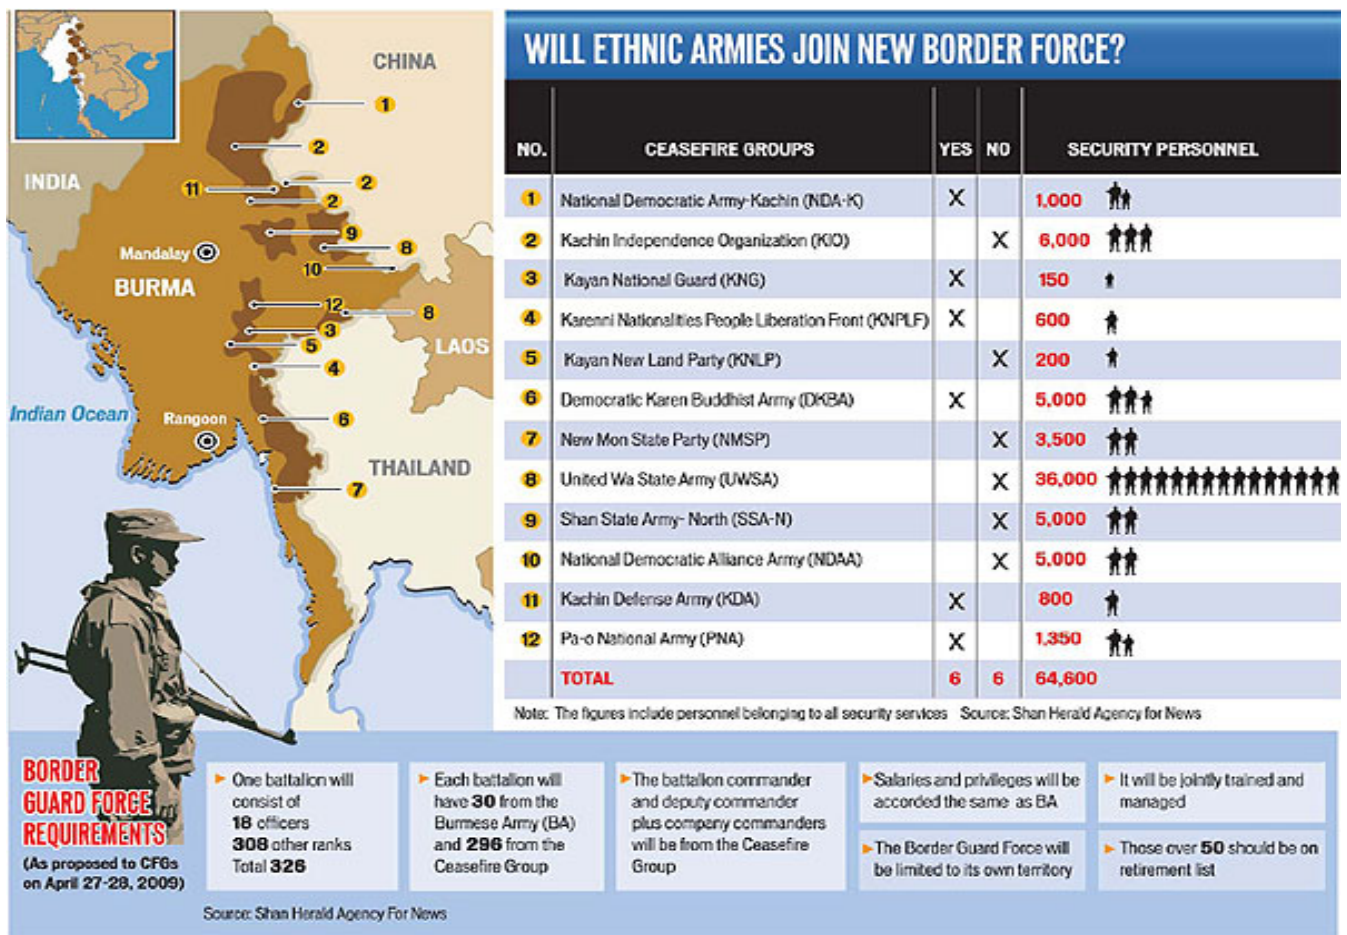 CHINA
INDIA
Mandalay
BURMA
LAOS
Indian Ocean
Rangoon
THAILAND
1
2
2
11
2
9
8
10
12
8
3
5
4
6
7
WILL ETHNIC ARMIES JOIN NEW BORDER FORCE?
NO. CEASEFIRE GROUPS YES NO SECURITY PERSONNEL
1 National Democratic Army-Kachin (NDA-K) X 1,000
2 Kachin Independence Organization (KIO) X 6,000
3 Kayan National Guard (KNG) X 150
4 Karenni Nationalities People Liberation Front (KNPLF) X 600
5 Kayan New Land Party (KNLP) X 200
6 Democratic Karen Buddhist Army (DKBA) X 5,000
7 New Mon State Party (NMSP) X 3,500
8 United Wa State Army (UWSA) X 36,000
9 Shan State Army- North (SSA-N) X 5,000
10 National Democratic Alliance Army (NDAA) X 5,000
11 Kachin Defense Army (KDA) X 800
12 Pa-o National Army (PNA) X 1,350
TOTAL 6 6 64,600
Note: The figures include personnel belonging to all security services Source: Shan Herald Agency for News
BORDER
GUARD FORCE
REQUIREMENTS
(As proposed to CFGs
on April 27-28, 2009)
One battalion will
consist of
18 officers
308 other ranks
Total 326
Each battalion will
have 30 from the
Burmese Army (BA)
and 296 from the
Ceasefire Group
The battalion commander
and deputy commander
plus company commanders
will be from the Ceasefire
Group
Salaries and privileges will be
accorded the same as BA
The Border Guard Force will
be limited to its own territory
It will be jointly trained and
managed
Those over 50 should be on
retirement list
Source: Shan Herald Agency For News